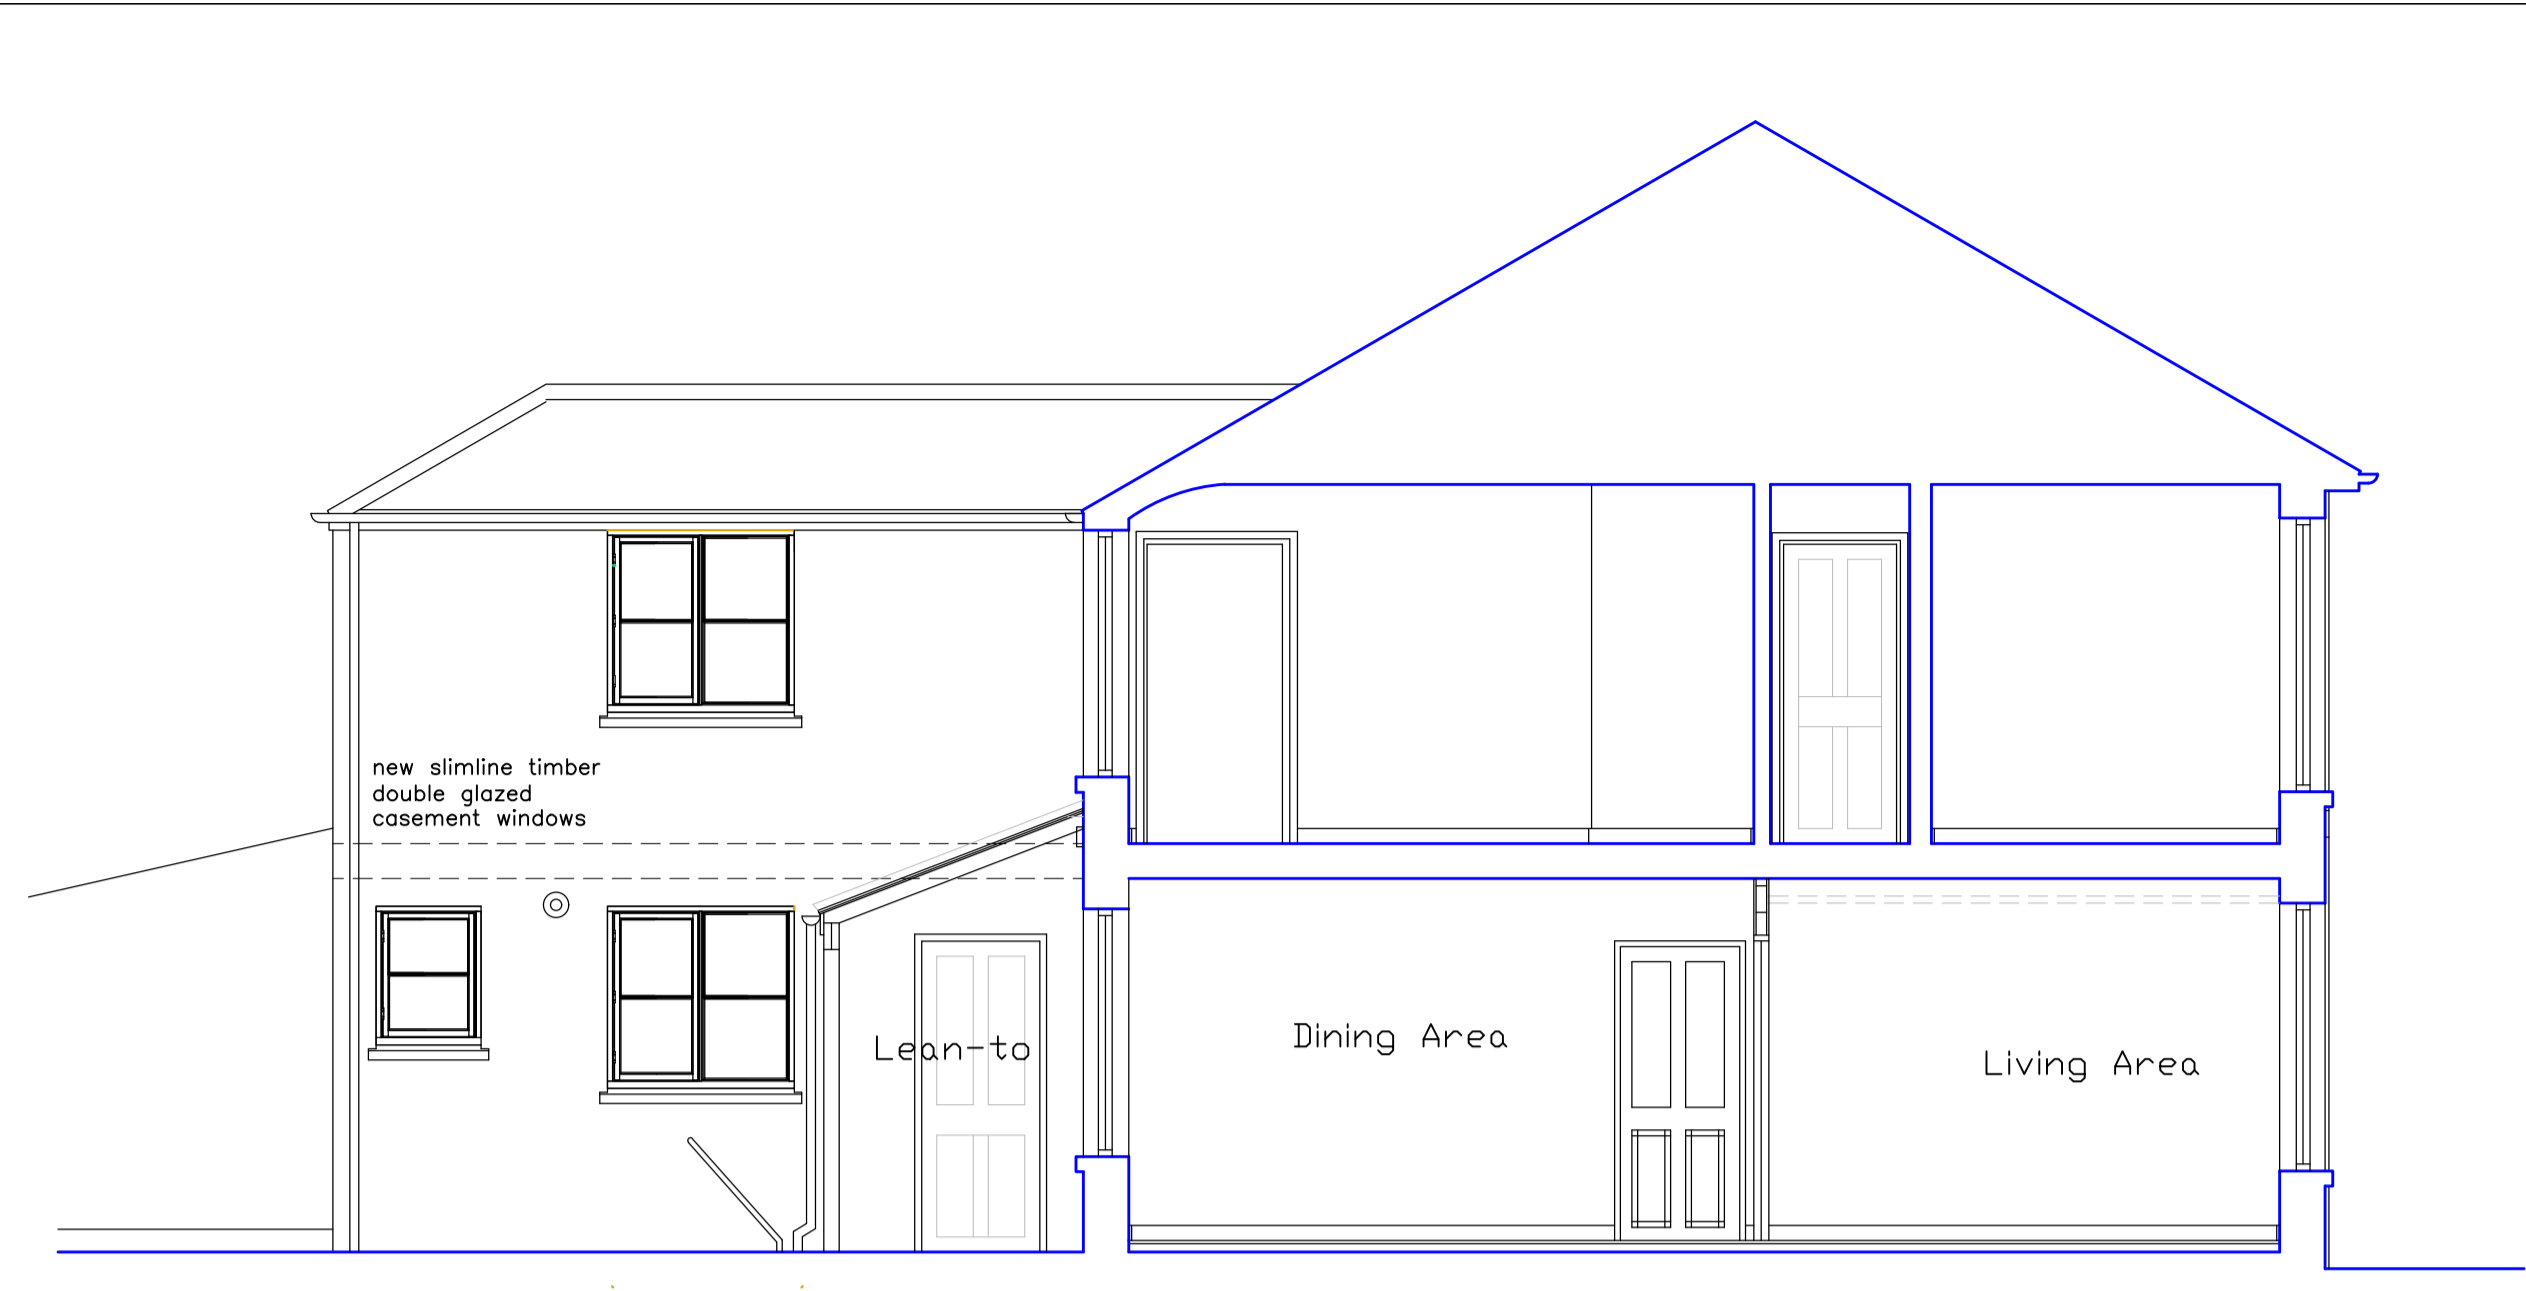 new slimline timber
double glazed
casement windows
Lean-to
Dining Area
Living Area